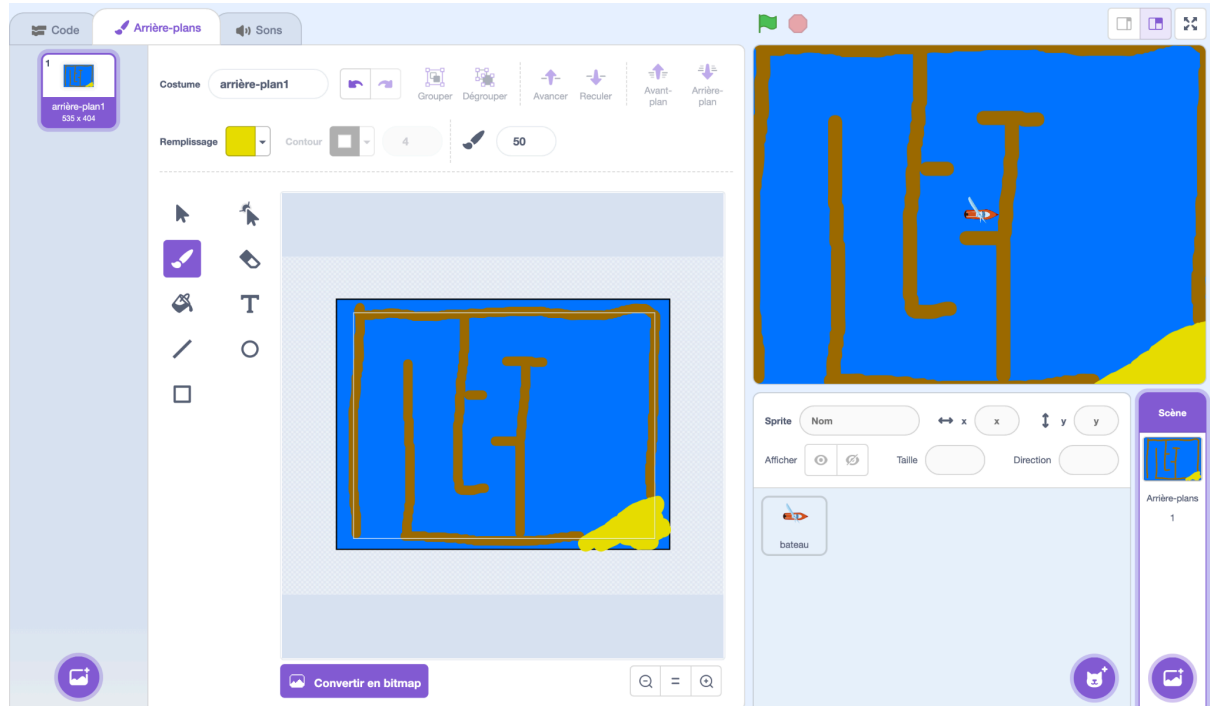 Code
Arrière-plans
Sons
1
arrière-plan1
535 x 404
Costume
arrière-plan1
Grouper
Dégrouper
Avancer
Reculer
Avant-
plan
Arrière-
plan
Remplissage
Contour
4
50
T
Convertir en bitmap
=
Sprite
Nom
x
x
y
y
Afficher
Taille
Direction
bateau
Scène
Arrière-plans
1